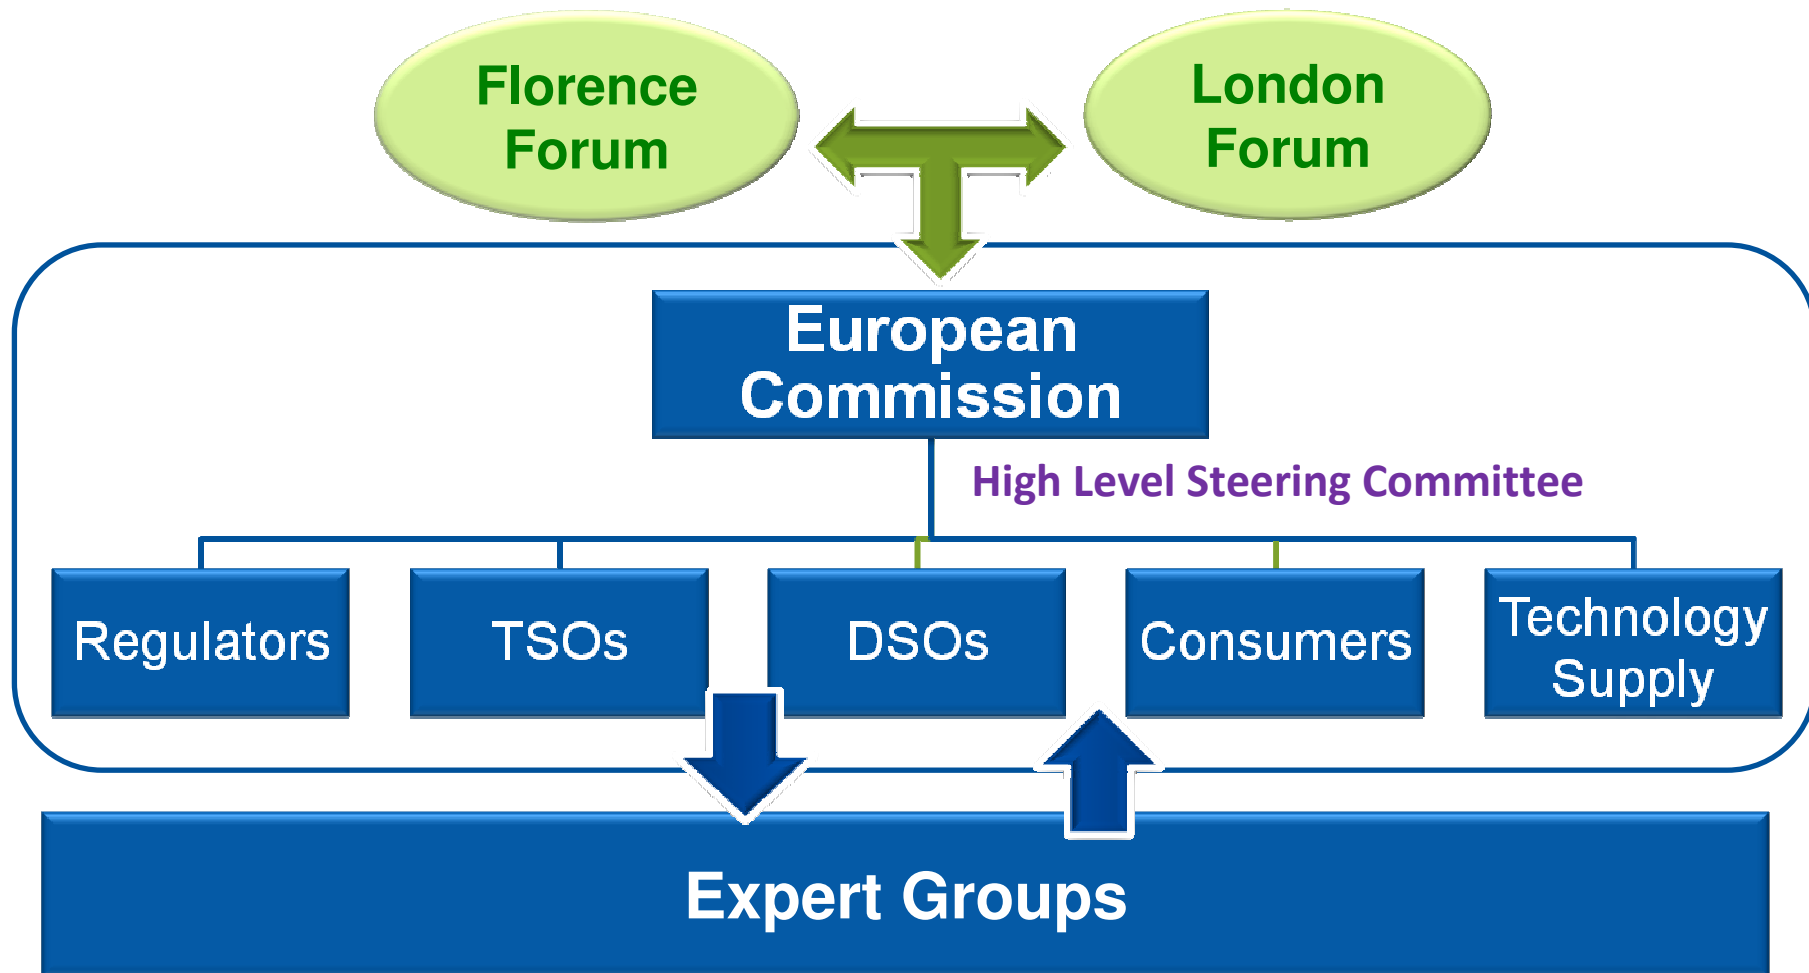 Florence
Forum
London
Forum
European
Commission
High Level Steering Committee
Regulators
TSOs
DSOs
Consumers
Technology
Supply
Expert Groups